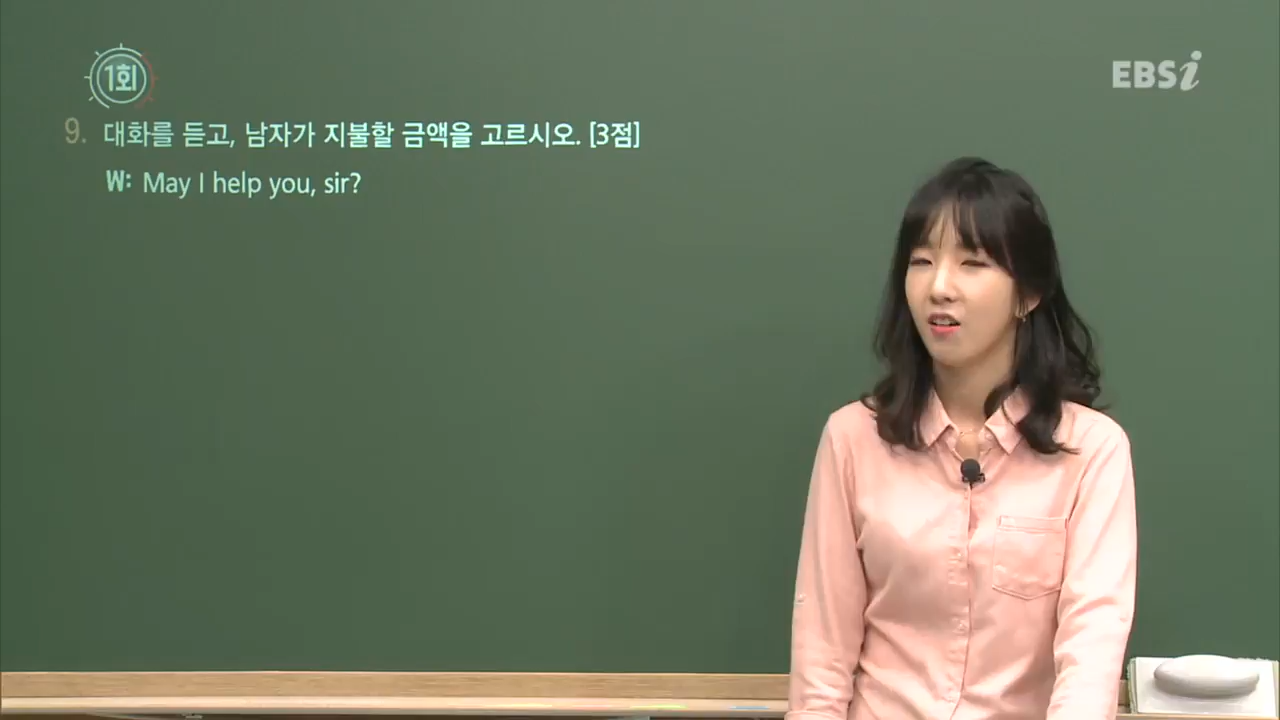 1회
EBSi
9. 대화를 듣고, 남자가 지불할 금액을 고르시오. [3점]
W: May I help you, sir?